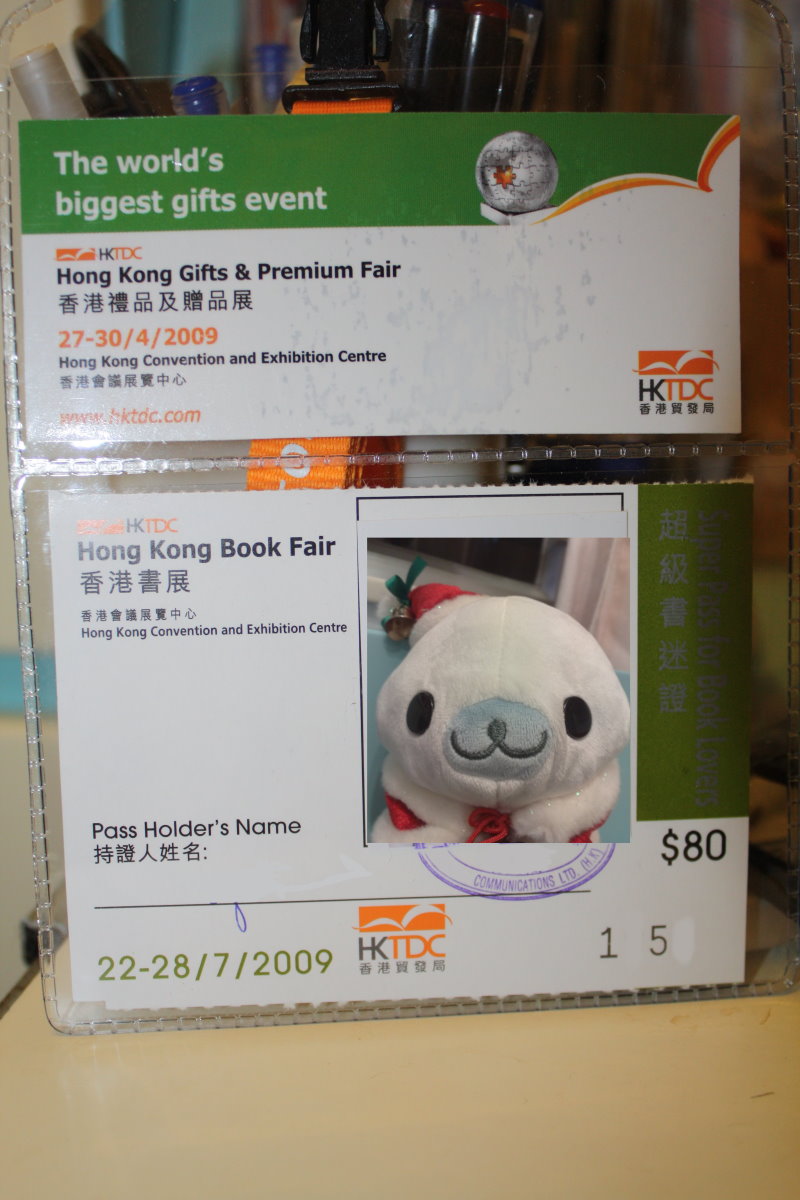 The world's
biggest gifts event
HKTDC
Hong Kong Gifts & Premium Fair
香港禮品及贈品展
27-30/4/2009
Hong Kong Convention and Exhibition Centre
香港會議展覽中心
www.hktdc.com
HKTDC
香港貿發局
HKTDC
Hong Kong Book Fair
香港書展
香港會議展覽中心
Hong Kong Convention and Exhibition Centre
超級書迷證
Super Pass for Book Lovers
Pass Holder's Name
持證人姓名:
$80
COMMUNICATIONS LTD. (H.K)
22-28/7/2009
HKTDC
香港貿發局
1 5